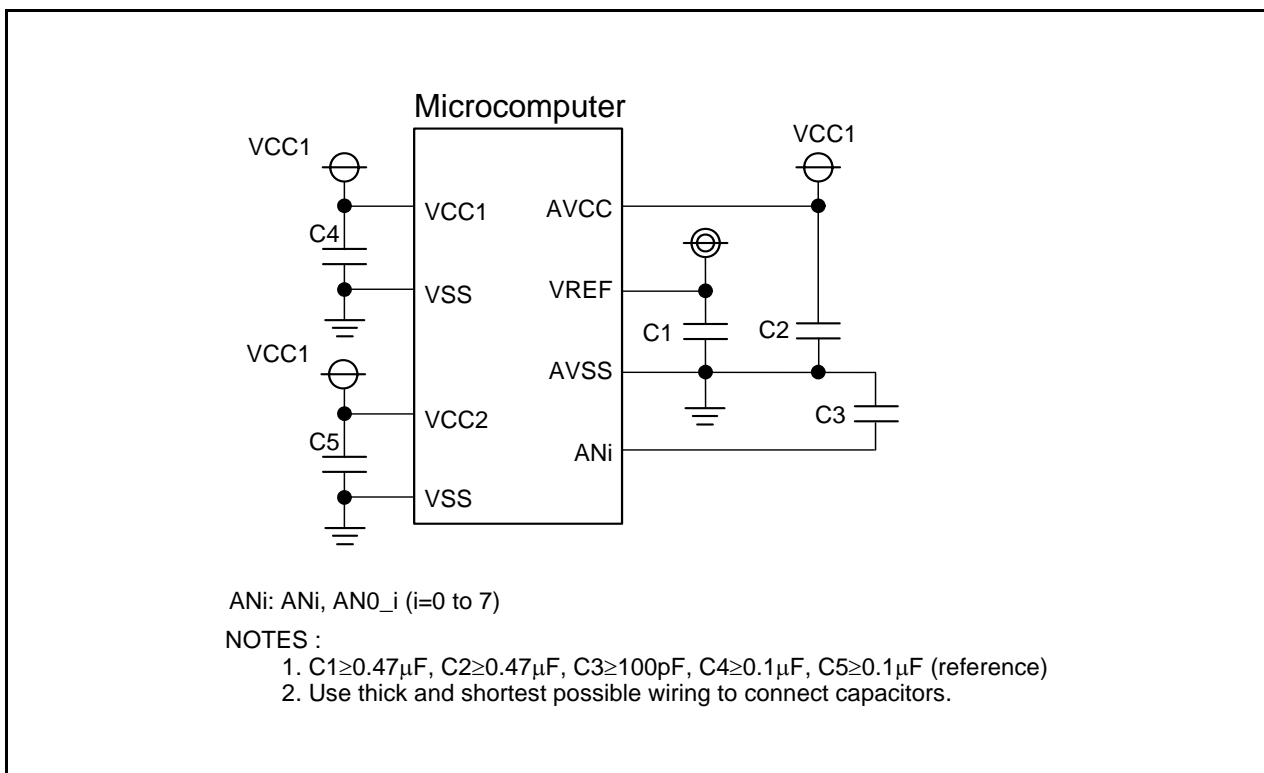 Microcomputer
VCC1
VCC1
VCC1
AVCC
C4
VREF
VSS
C1
C2
VCC1
AVSS
C3
VCC2
C5
ANi
VSS
ANi: ANi, AN0_i (i=0 to 7)
NOTES :
1. C1≥0.47μF, C2≥0.47μF, C3≥100pF, C4≥0.1μF, C5≥0.1μF (reference)
2. Use thick and shortest possible wiring to connect capacitors.